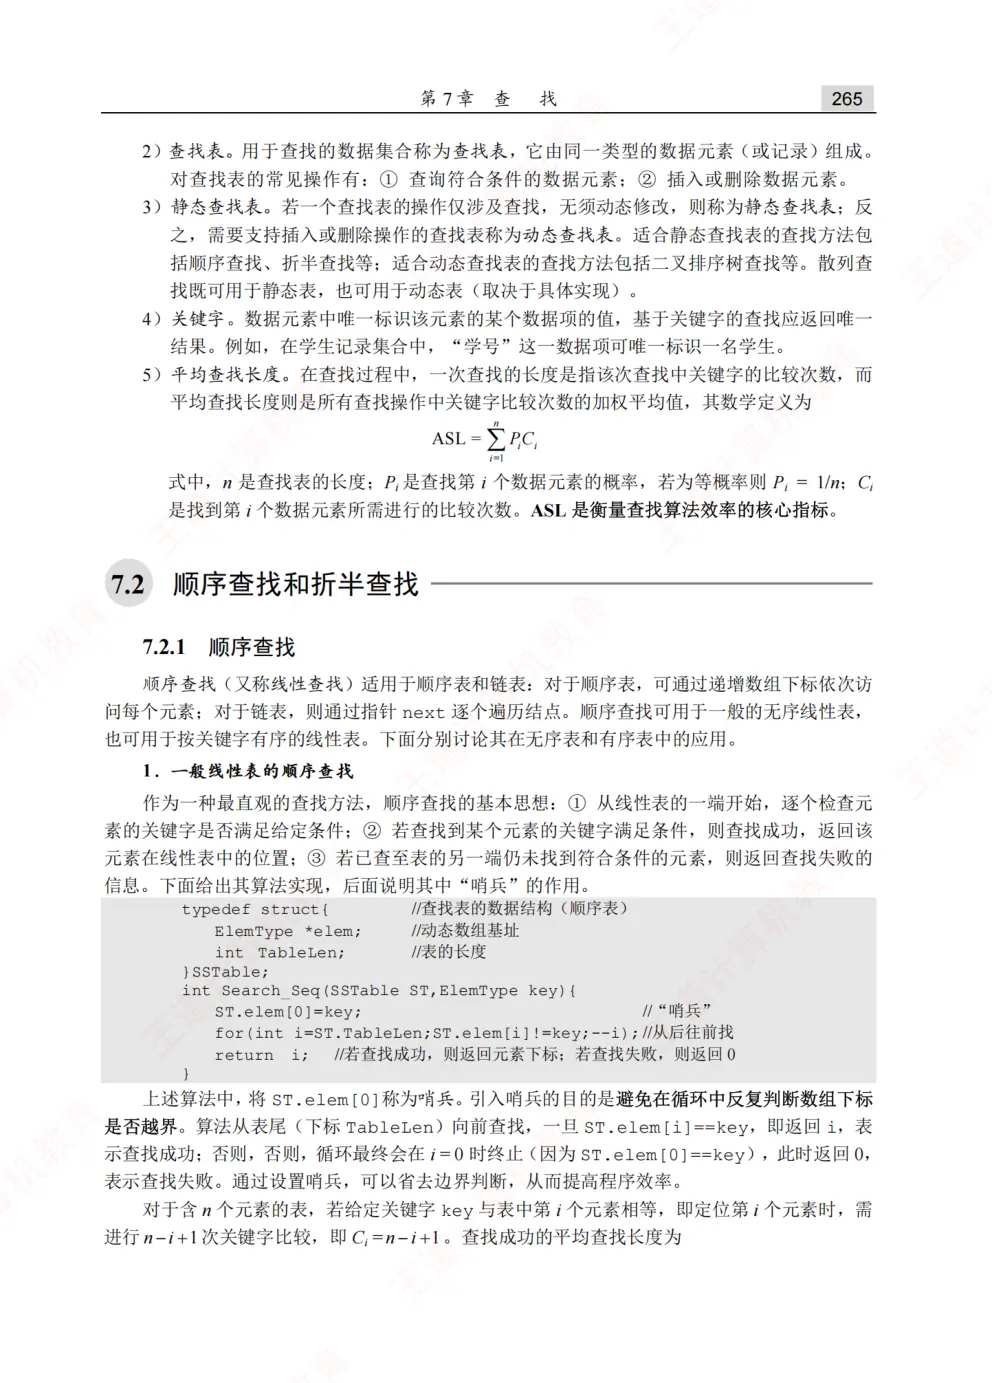 第 7 章 查 找 265
2）查找表。用于查找的数据集合称为查找表，它由同一类型的数据元素（或记录）组成。
对查找表的常见操作有：① 查询符合条件的数据元素；② 插入或删除数据元素。
3）静态查找表。若一个查找表的操作仅涉及查找，无须动态修改，则称为静态查找表；反
之，需要支持插入或删除操作的查找表称为动态查找表。适合静态查找表的查找方法包
括顺序查找、折半查找等；适合动态查找表的查找方法包括二叉排序树查找等。散列查
找既可用于静态表，也可用于动态表（取决于具体实现）。
4）关键字。数据元素中唯一标识该元素的某个数据项的值，基于关键字的查找应返回唯一
结果。例如，在学生记录集合中，“学号”这一数据项可唯一标识一名学生。
5）平均查找长度。在查找过程中，一次查找的长度是指该次查找中关键字的比较次数，而
平均查找长度则是所有查找操作中关键字比较次数的加权平均值，其数学定义为
ASL = ∑ⁿᵢ₌₁ PᵢCᵢ
式中，n 是查找表的长度；Pᵢ是查找第 i 个数据元素的概率，若为等概率则 Pᵢ = 1/n；Cᵢ
是找到第 i 个数据元素所需进行的比较次数。ASL 是衡量查找算法效率的核心指标。
7.2 顺序查找和折半查找
7.2.1 顺序查找
顺序查找（又称线性查找）适用于顺序表和链表：对于顺序表，可通过递增数组下标依次访
问每个元素；对于链表，则通过指针 next 逐个遍历结点。顺序查找可用于一般的无序线性表，
也可用于按关键字有序的线性表。下面分别讨论其在无序表和有序表中的应用。
1．一般线性表的顺序查找
作为一种最直观的查找方法，顺序查找的基本思想：① 从线性表的一端开始，逐个检查元
素的关键字是否满足给定条件；② 若查找到某个元素的关键字满足条件，则查找成功，返回该
元素在线性表中的位置；③ 若已查至表的另一端仍未找到符合条件的元素，则返回查找失败的
信息。下面给出其算法实现，后面说明其中“哨兵”的作用。
typedef struct{ //查找表的数据结构（顺序表）
ElemType *elem; //动态数组基址
int TableLen; //表的长度
}SSTable;
int Search_Seq(SSTable ST,ElemType key){
ST.elem[0]=key; //“哨兵”
for(int i=ST.TableLen;ST.elem[i]!=key;--i);//从后往前找
return i; //若查找成功，则返回元素下标；若查找失败，则返回 0
}
上述算法中，将 ST.elem[0]称为哨兵。引入哨兵的目的是避免在循环中反复判断数组下标
是否越界。算法从表尾（下标 TableLen）向前查找，一旦 ST.elem[i]==key，即返回 i，表
示查找成功；否则，否则，循环最终会在 i = 0 时终止（因为 ST.elem[0]==key），此时返回 0，
表示查找失败。通过设置哨兵，可以省去边界判断，从而提高程序效率。
对于含 n 个元素的表，若给定关键字 key 与表中第 i 个元素相等，即定位第 i 个元素时，需
进行 n−i+1 次关键字比较，即 Cᵢ =n−i+1。查找成功的平均查找长度为
王道计算机教育